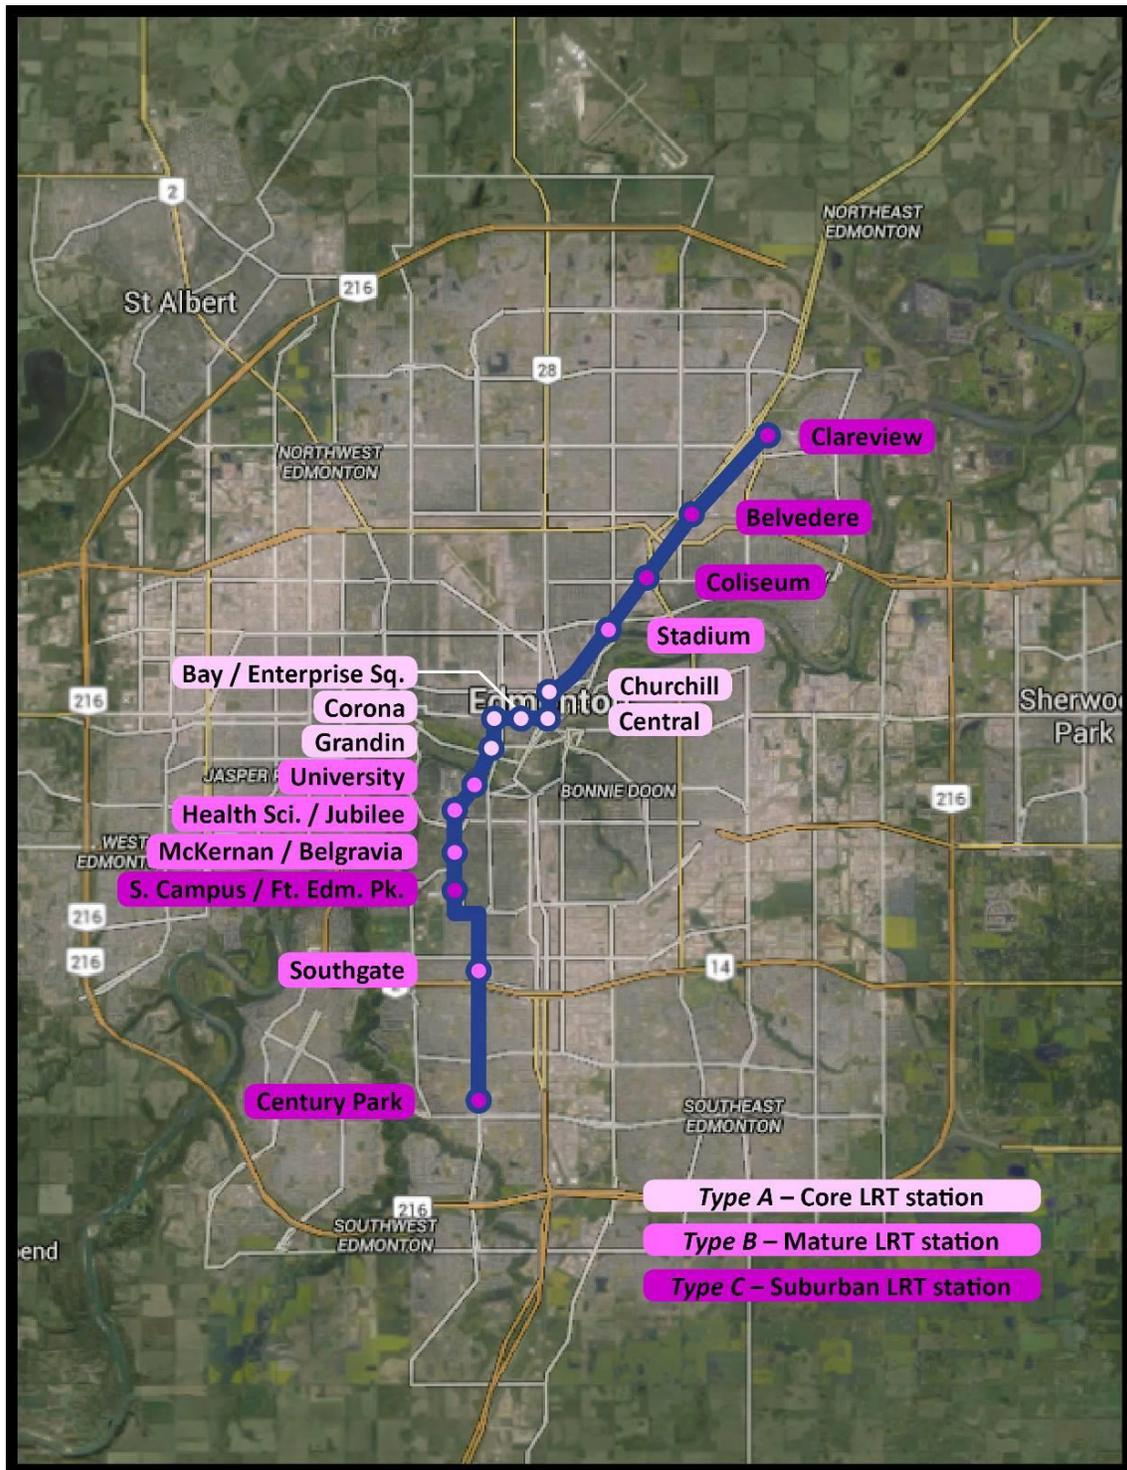 NORTHEAST
EDMONTON
2
216
St Albert
28
NORTHWEST
EDMONTON
Clareview
Belvedere
Coliseum
Stadium
Bay / Enterprise Sq.
Churchill
216
Edmonton
Corona
Central
Sherwoo
Park
Grandin
JASPER P
University
BONNIE DOON
216
Health Sci. / Jubilee
WEST
EDMONT
McKernan / Belgravia
S. Campus / Ft. Edm. Pk.
216
216
Southgate
14
Century Park
SOUTHEAST
EDMONTON
216
SOUTHWEST
EDMONTON
end
Type A – Core LRT station
Type B – Mature LRT station
Type C – Suburban LRT station